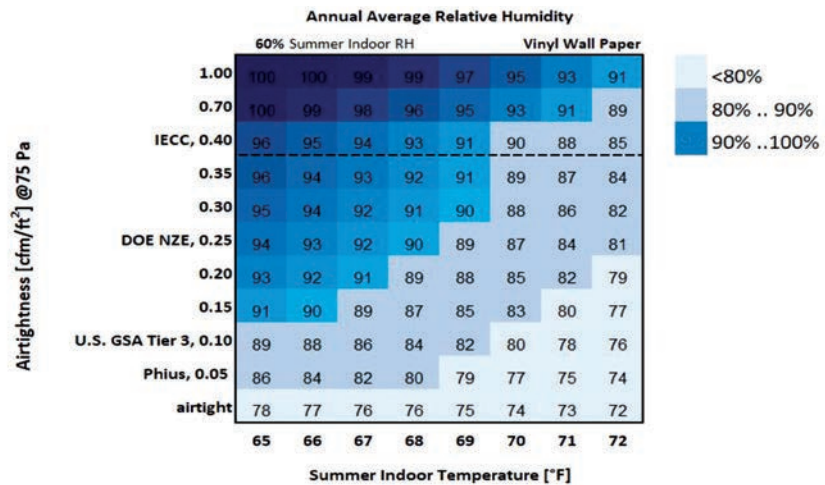 Annual Average Relative Humidity
60% Summer Indoor RH Vinyl Wall Paper
Airtightness [cfm/ft²] @75 Pa
1.00 100 100 99 99 97 95 93 91
0.70 100 99 98 96 95 93 91 89
IECC, 0.40 96 95 94 93 91 90 88 85
0.35 96 94 93 92 91 89 87 84
0.30 95 94 92 91 90 88 86 82
DOE NZE, 0.25 94 93 92 90 89 87 84 81
0.20 93 92 91 89 88 85 82 79
0.15 91 90 89 87 85 83 80 77
U.S. GSA Tier 3, 0.10 89 88 86 84 82 80 78 76
Phius, 0.05 86 84 82 80 79 77 75 74
airtight 78 77 76 76 75 74 73 72
65 66 67 68 69 70 71 72
Summer Indoor Temperature [°F]
<80%
80% .. 90%
90% ..100%